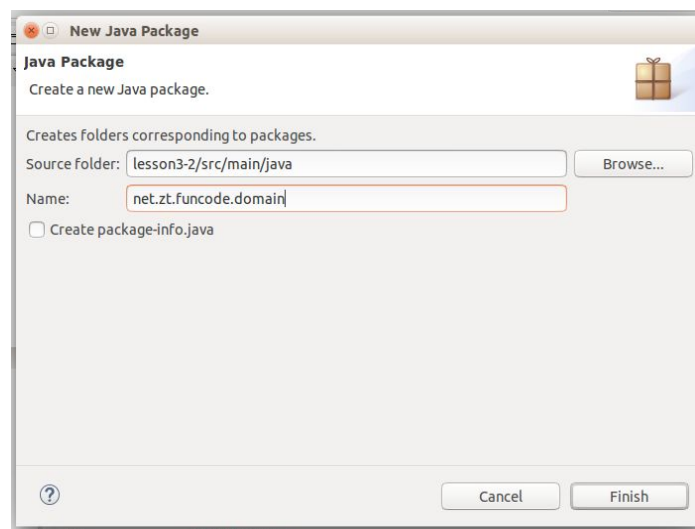 New Java Package
Java Package
Create a new Java package.
Creates folders corresponding to packages.
Source folder: lesson3-2/src/main/java Browse...
Name: net.zt.funcode.domain
Create package-info.java
? Cancel Finish